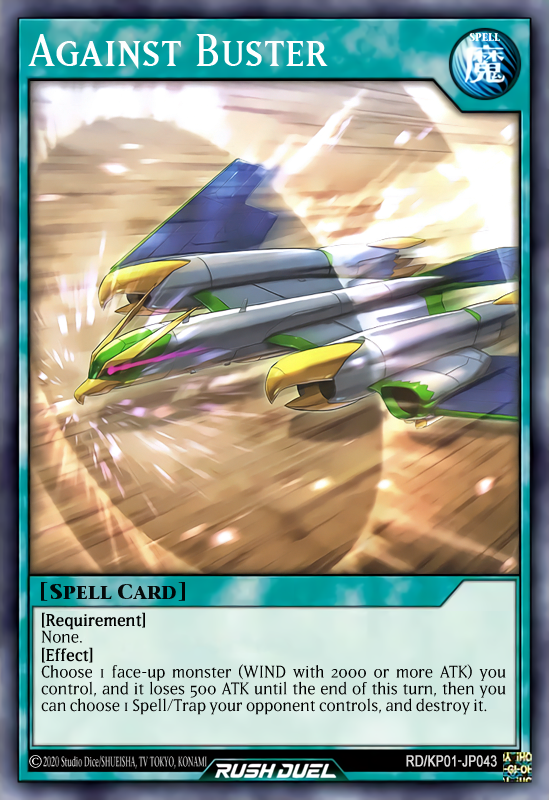 AGAINST BUSTER
SPELL
魔
[SPELL CARD]
[Requirement]
None.
[Effect]
Choose 1 face-up monster (WIND with 2000 or more ATK) you
control, and it loses 500 ATK until the end of this turn, then you
can choose 1 Spell/Trap your opponent controls, and destroy it.
©2020 Studio Dice/SHUEISHA, TV TOKYO, KONAMI
RUSH DUEL
RD/KP01-JP043